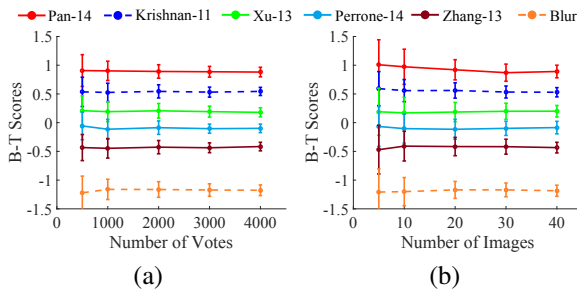 Pan-14 Krishnan-11 Xu-13 Perrone-14 Zhang-13 Blur
B-T Scores
1.5
1
0.5
0
-0.5
-1
-1.5
1000 2000 3000 4000
Number of Votes
(a)
B-T Scores
1.5
1
0.5
0
-0.5
-1
-1.5
0 10 20 30 40
Number of Images
(b)